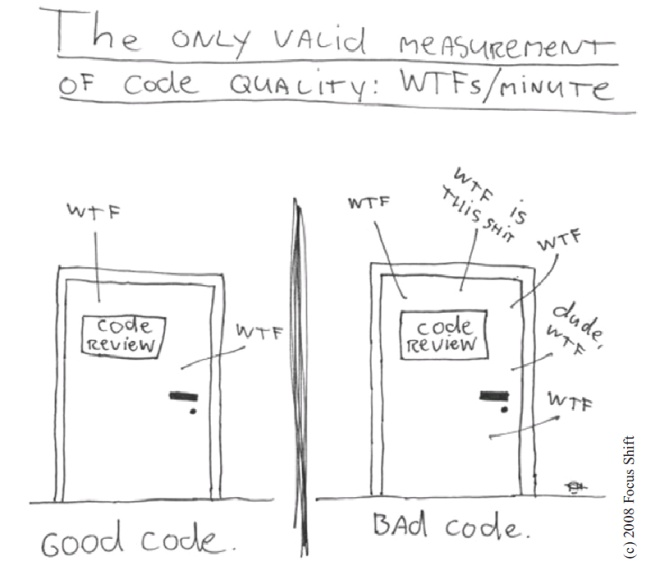 The ONLY VALID MEASUREMENT
OF Code QUALITY: WTFs/MINUTE
WTF
code
REVIEW
WTF
Good code.
WTF
WTF is
THIS SHIT
WTF
code
REVIEW
dude,
WTF
WTF
BAd code.
(c) 2008 Focus Shift